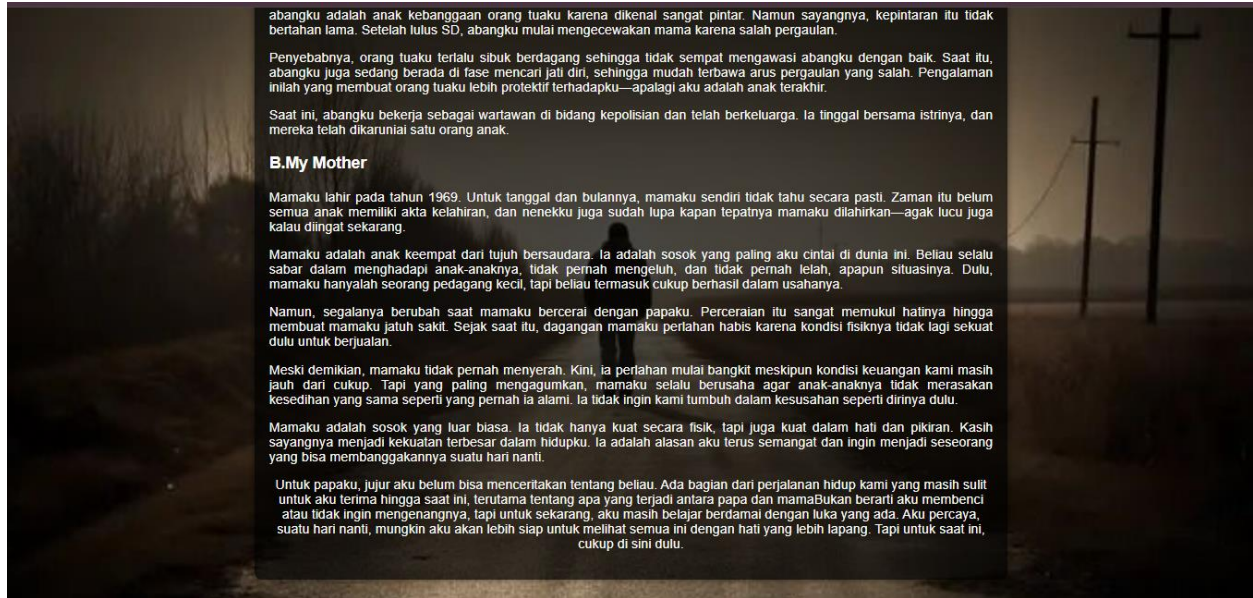 abangku adalah anak kebanggaan orang tuaku karena dikenal sangat pintar. Namun sayangnya, kepintaran itu tidak
bertahan lama. Setelah lulus SD, abangku mulai mengecewakan mama karena salah pergaulan.
Penyebabnya, orang tuaku terlalu sibuk berdagang sehingga tidak sempat mengawasi abangku dengan baik. Saat itu,
abangku juga sedang berada di fase mencari jati diri, sehingga mudah terbawa arus pergaulan yang salah. Pengalaman
inilah yang membuat orang tuaku lebih protektif terhadapku—apalagi aku adalah anak terakhir.
Saat ini, abangku bekerja sebagai wartawan di bidang kepolisian dan telah berkeluarga. Ia tinggal bersama istrinya, dan
mereka telah dikaruniai satu orang anak.
B.My Mother
Mamaku lahir pada tahun 1969. Untuk tanggal dan bulannya, mamaku sendiri tidak tahu secara pasti. Zaman itu belum
semua anak memiliki akta kelahiran, dan nenekku juga sudah lupa kapan tepatnya mamaku dilahirkan—agak lucu juga
kalau diingat sekarang.
Mamaku adalah anak keempat dari tujuh bersaudara. Ia adalah sosok yang paling aku cintai di dunia ini. Beliau selalu
sabar dalam menghadapi anak-anaknya, tidak pernah mengeluh, dan tidak pernah lelah, apapun situasinya. Dulu,
mamaku hanyalah seorang pedagang kecil, tapi beliau termasuk cukup berhasil dalam usahanya.
Namun, segalanya berubah saat mamaku bercerai dengan papaku. Perceraian itu sangat memukul hatinya hingga
membuat mamaku jatuh sakit. Sejak saat itu, dagangan mamaku perlahan habis karena kondisi fisiknya tidak lagi sekuat
dulu untuk berjualan.
Meski demikian, mamaku tidak pernah menyerah. Kini, ia perlahan mulai bangkit meskipun kondisi keuangan kami masih
jauh dari cukup. Tapi yang paling mengagumkan, mamaku selalu berusaha agar anak-anaknya tidak merasakan
kesedihan yang sama seperti yang pernah ia alami. Ia tidak ingin kami tumbuh dalam kesusahan seperti dirinya dulu.
Mamaku adalah sosok yang luar biasa. Ia tidak hanya kuat secara fisik, tapi juga kuat dalam hati dan pikiran. Kasih
sayangnya menjadi kekuatan terbesar dalam hidupku. Ia adalah alasan aku terus semangat dan ingin menjadi seseorang
yang bisa membanggakannya suatu hari nanti.
Untuk papaku, jujur aku belum bisa menceritakan tentang beliau. Ada bagian dari perjalanan hidup kami yang masih sulit
untuk aku terima hingga saat ini, terutama tentang apa yang terjadi antara papa dan mamaBukan berarti aku membenci
atau tidak ingin mengenangnya, tapi untuk sekarang, aku masih belajar berdamai dengan luka yang ada. Aku percaya,
suatu hari nanti, mungkin aku akan lebih siap untuk melihat semua ini dengan hati yang lebih lapang. Tapi untuk saat ini,
cukup di sini dulu.